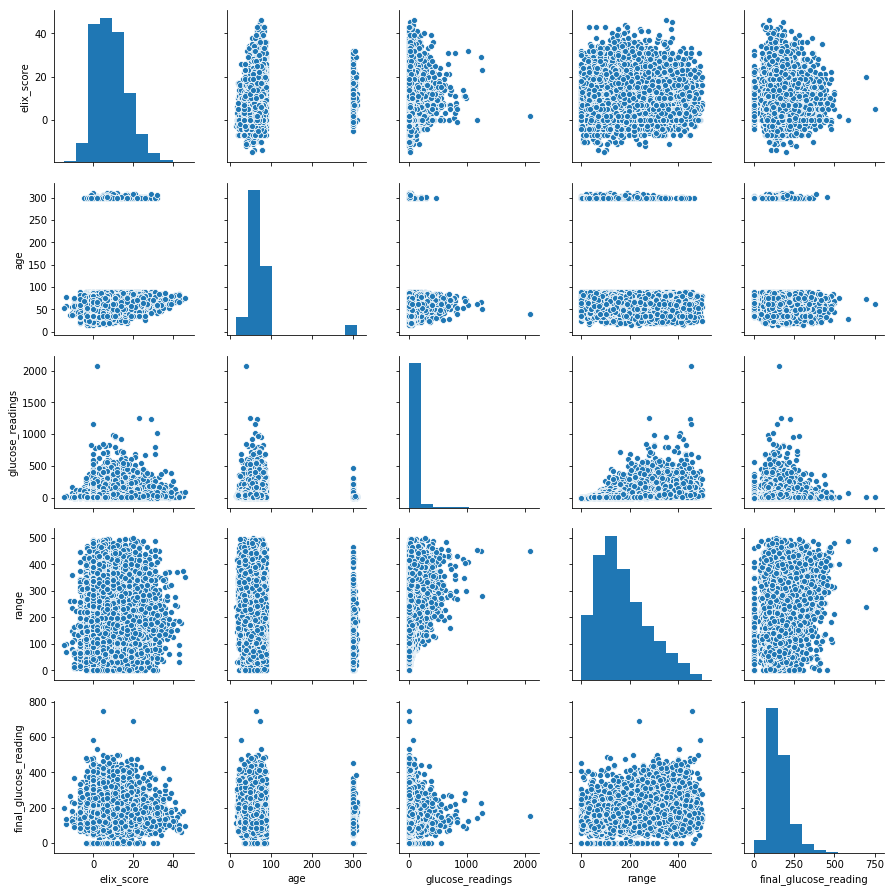 elix_score
40
20
0
age
300
250
200
150
100
50
0
glucose_readings
2000
1500
1000
500
0
range
500
400
300
200
100
0
final_glucose_reading
800
600
400
200
0
0 20 40
0 100 200 300
0 1000 2000
0 200 400
0 250 500 750
elix_score age glucose_readings range final_glucose_reading